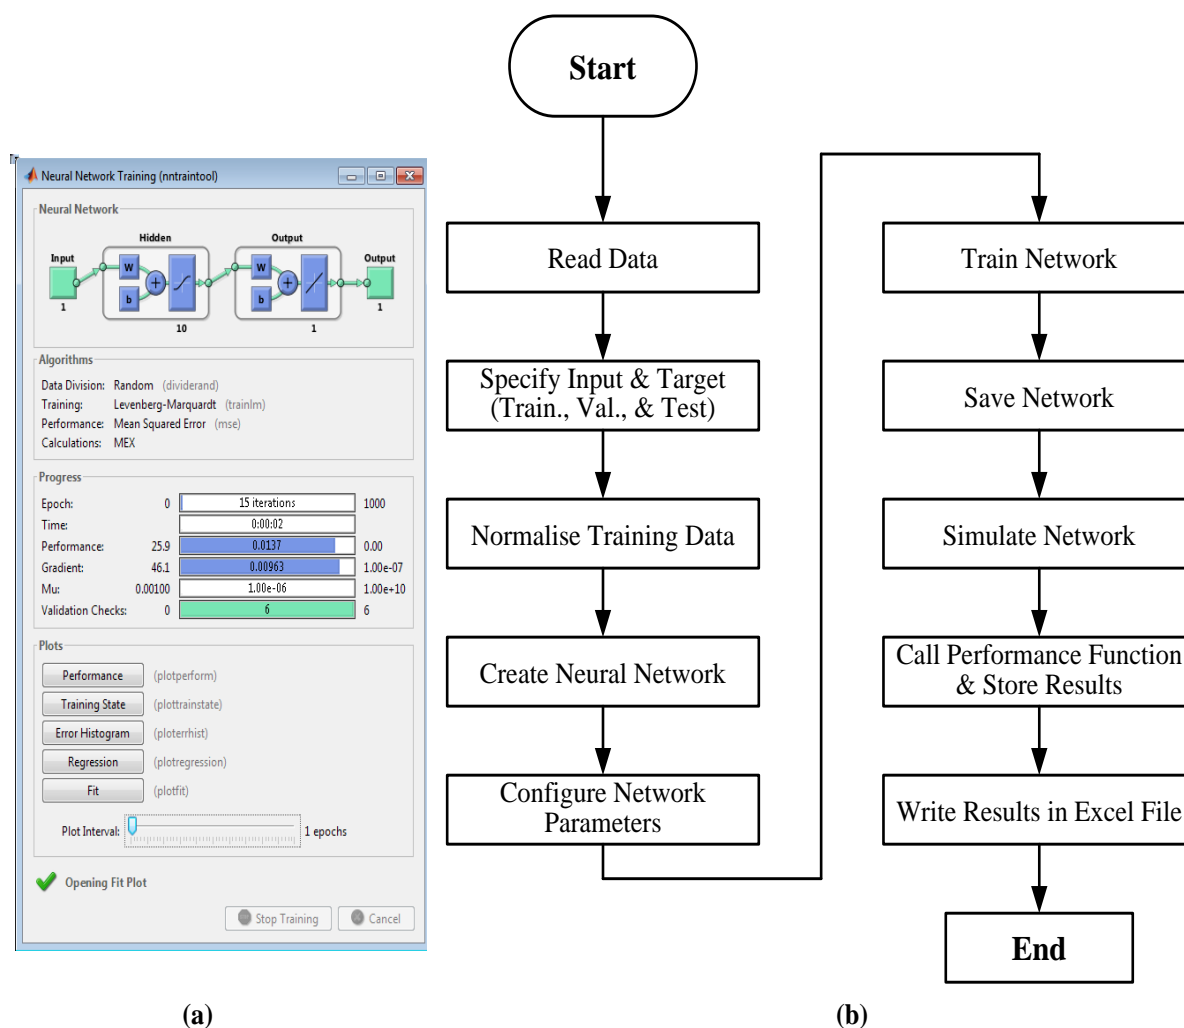 Neural Network Training (nntraintool)
Neural Network
Hidden
Output
Input
Output
W
b
+
W
b
+
1
10
1
1
Algorithms
Data Division: Random (dividerand)
Training: Levenberg-Marquardt (trainlm)
Performance: Mean Squared Error (mse)
Calculations: MEX
Progress
Epoch: 0 15 iterations 1000
Time: 0:00:02
Performance: 25.9 0.0137 0.00
Gradient: 46.1 0.00963 1.00e-07
Mu: 0.00100 1.00e-06 1.00e+10
Validation Checks: 0 6 6
Plots
Performance (plotperform)
Training State (plottrainstate)
Error Histogram (ploterrhist)
Regression (plotregression)
Fit (plotfit)
Plot Interval: 1 epochs
Opening Fit Plot
Stop Training Cancel
(a)
Start
Read Data
Specify Input & Target
(Train., Val., & Test)
Normalise Training Data
Create Neural Network
Configure Network
Parameters
Train Network
Save Network
Simulate Network
Call Performance Function
& Store Results
Write Results in Excel File
End
(b)